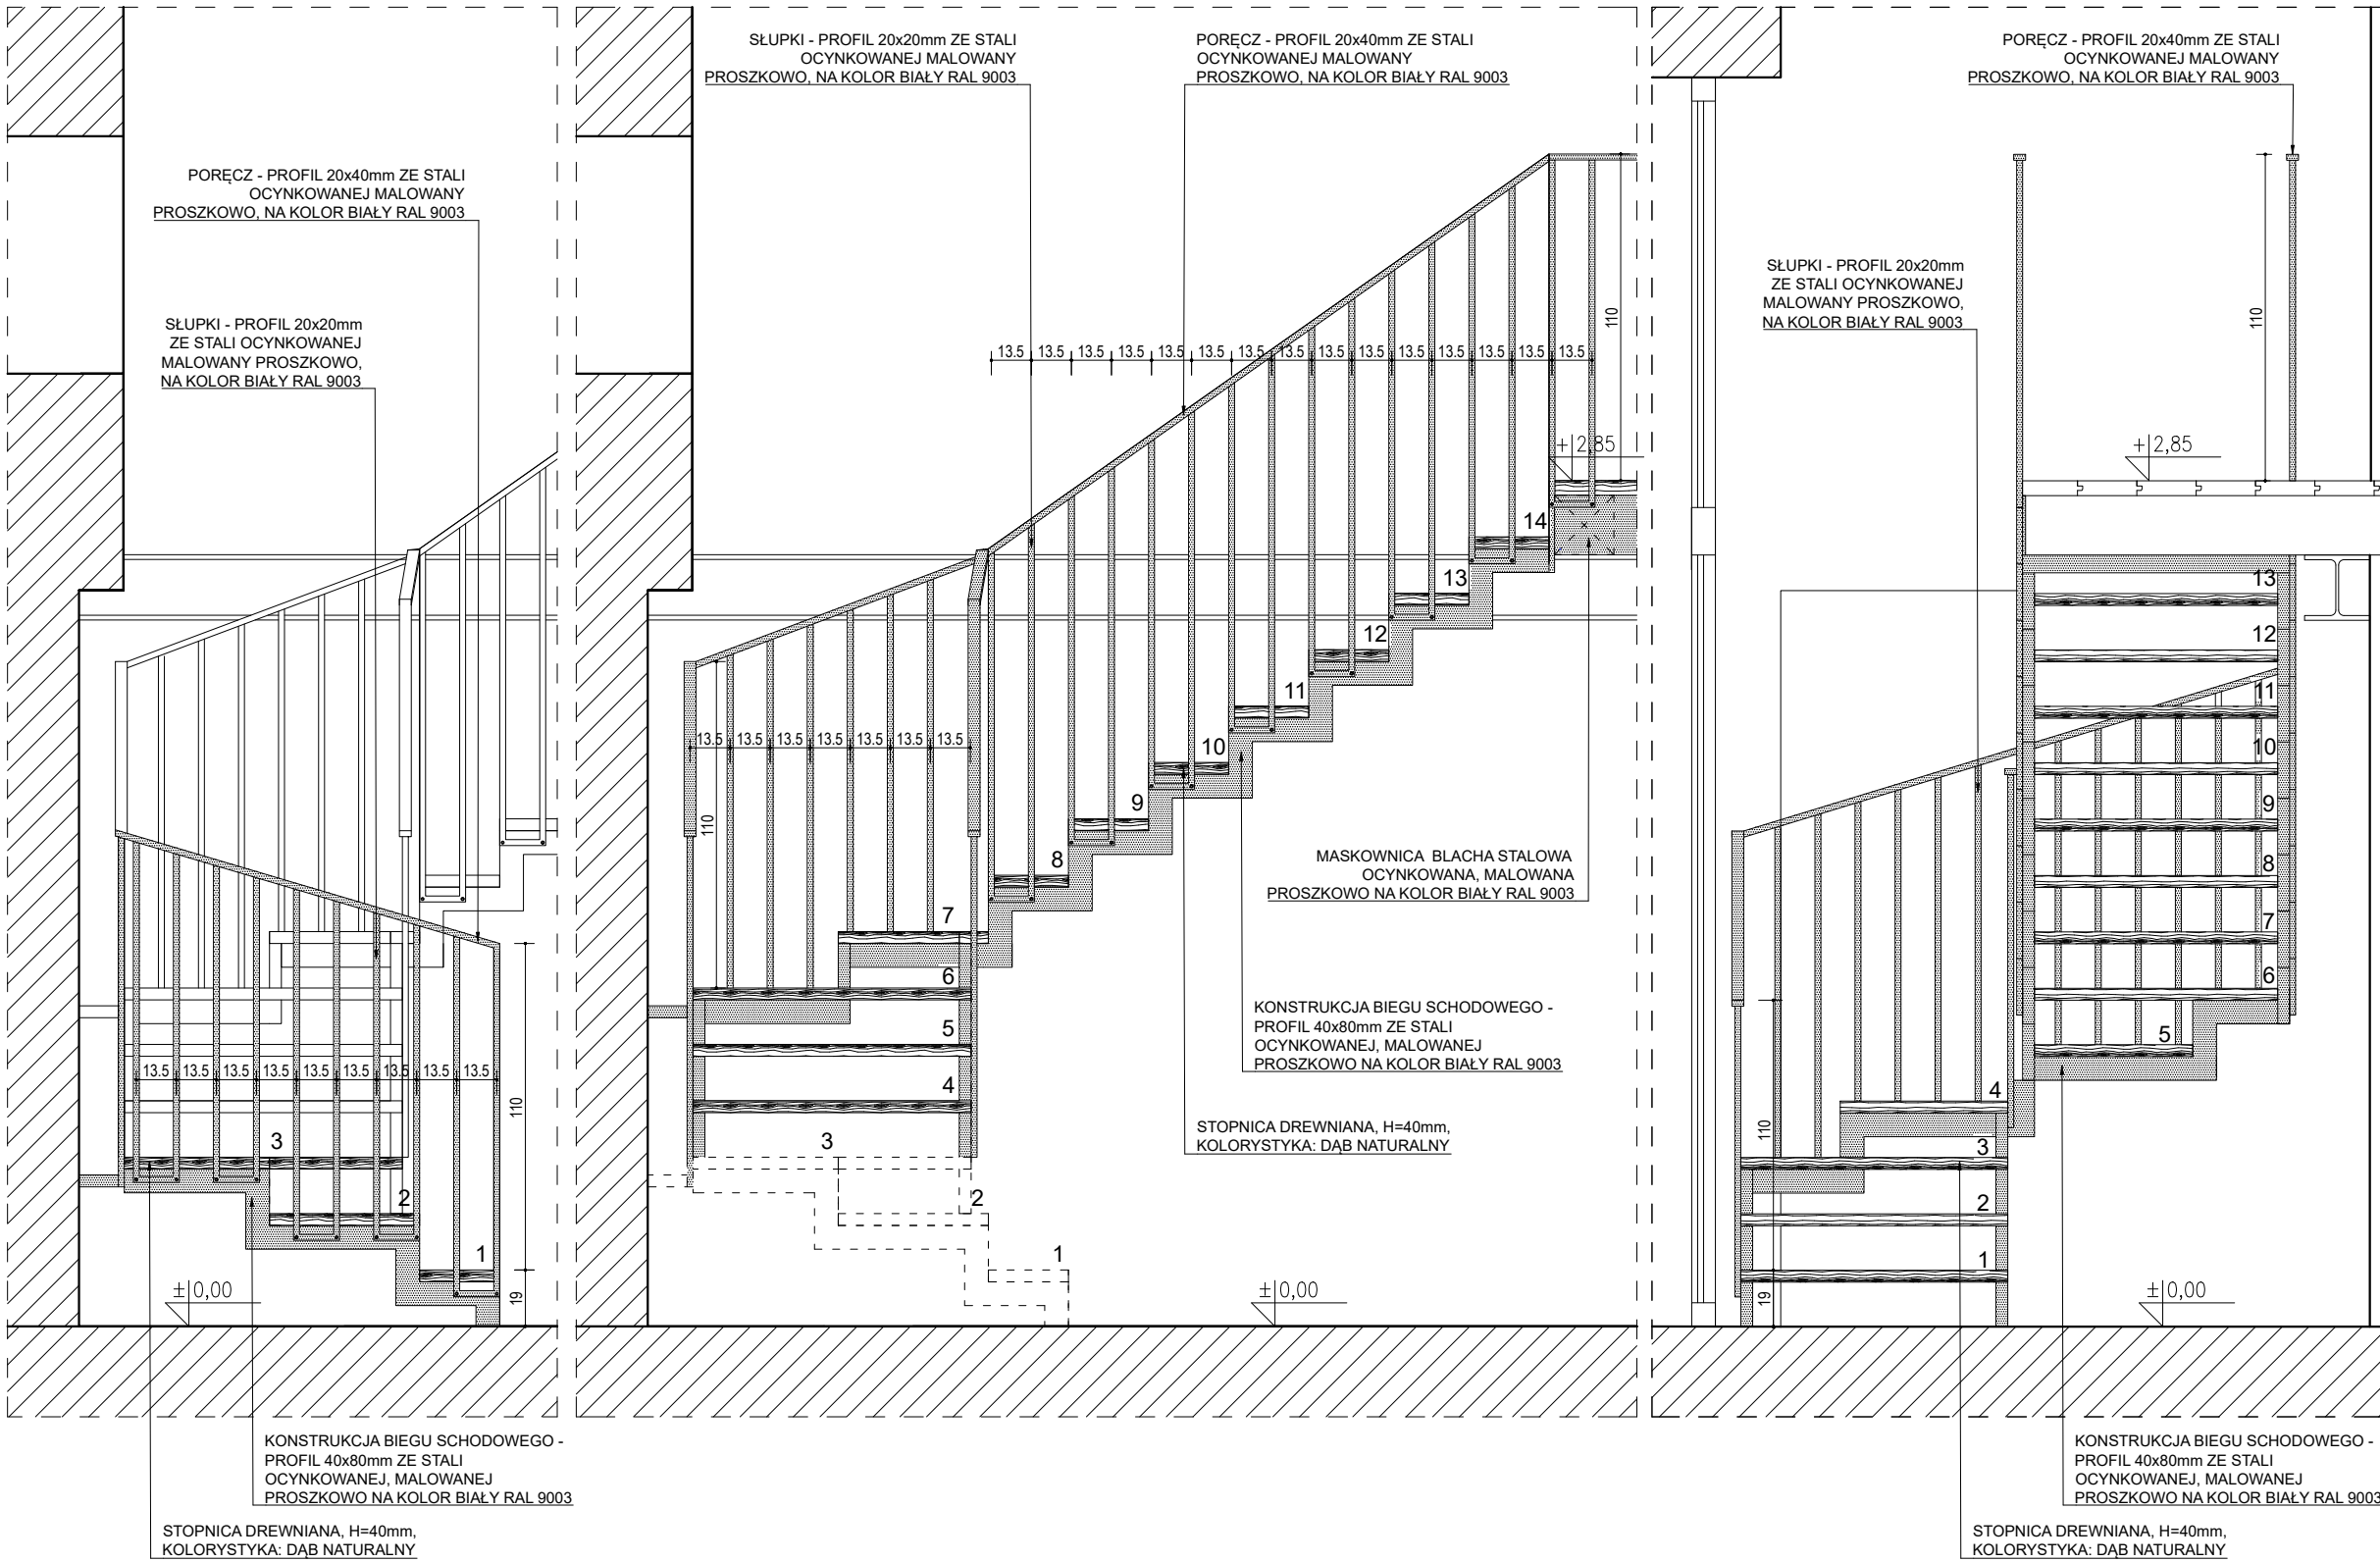 PORĘCZ - PROFIL 20x40mm ZE STALI
OCYNKOWANEJ MALOWANY
PROSZKOWO, NA KOLOR BIAŁY RAL 9003
SŁUPKI - PROFIL 20x20mm
ZE STALI OCYNKOWANEJ
MALOWANY PROSZKOWO,
NA KOLOR BIAŁY RAL 9003
13.5 13.5 13.5 13.5 13.5 13.5 13.5 13.5 13.5
110
3
2
1
19
±0,00
KONSTRUKCJA BIEGU SCHODOWEGO -
PROFIL 40x80mm ZE STALI
OCYNKOWANEJ, MALOWANEJ
PROSZKOWO NA KOLOR BIAŁY RAL 9003
STOPNICA DREWNIANA, H=40mm,
KOLORYSTYKA: DĄB NATURALNY
SŁUPKI - PROFIL 20x20mm ZE STALI
OCYNKOWANEJ MALOWANY
PROSZKOWO, NA KOLOR BIAŁY RAL 9003
PORĘCZ - PROFIL 20x40mm ZE STALI
OCYNKOWANEJ MALOWANY
PROSZKOWO, NA KOLOR BIAŁY RAL 9003
110
13.5 13.5 13.5 13.5 13.5 13.5 13.5 13.5 13.5 13.5 13.5 13.5 13.5 13.5 13.5
+2,85
14
13
12
11
10
9
8
7
6
5
4
3
2
1
13.5 13.5 13.5 13.5 13.5 13.5 13.5
110
MASKOWNICA BLACHA STALOWA
OCYNKOWANA, MALOWANA
PROSZKOWO NA KOLOR BIAŁY RAL 9003
KONSTRUKCJA BIEGU SCHODOWEGO -
PROFIL 40x80mm ZE STALI
OCYNKOWANEJ, MALOWANEJ
PROSZKOWO NA KOLOR BIAŁY RAL 9003
STOPNICA DREWNIANA, H=40mm,
KOLORYSTYKA: DĄB NATURALNY
±0,00
PORĘCZ - PROFIL 20x40mm ZE STALI
OCYNKOWANEJ MALOWANY
PROSZKOWO, NA KOLOR BIAŁY RAL 9003
SŁUPKI - PROFIL 20x20mm
ZE STALI OCYNKOWANEJ
MALOWANY PROSZKOWO,
NA KOLOR BIAŁY RAL 9003
110
+2,85
13
12
11
10
9
8
7
6
5
4
3
2
1
110
19
±0,00
KONSTRUKCJA BIEGU SCHODOWEGO -
PROFIL 40x80mm ZE STALI
OCYNKOWANEJ, MALOWANEJ
PROSZKOWO NA KOLOR BIAŁY RAL 9003
STOPNICA DREWNIANA, H=40mm,
KOLORYSTYKA: DĄB NATURALNY